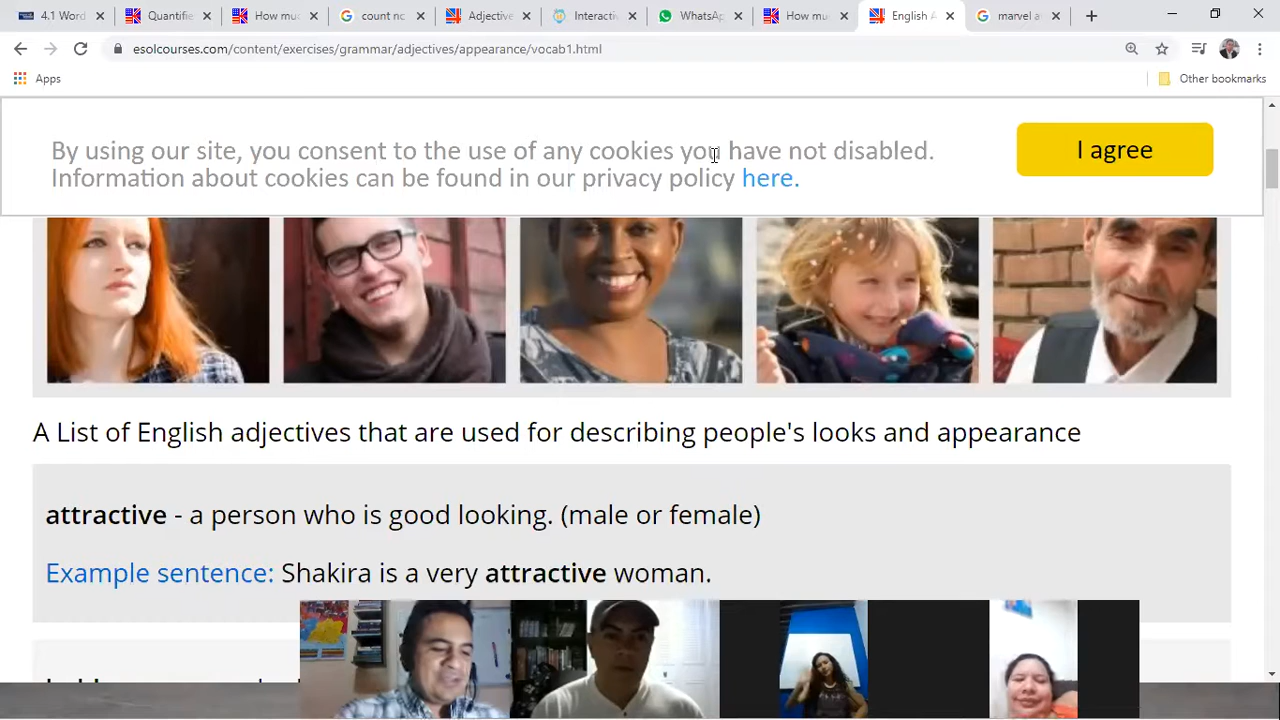 4.1 Word
Quantifie
How mu
count nc
Adjective
Interactiv
WhatsAp
How mu
English A
marvel a
esolcourses.com/content/exercises/grammar/adjectives/appearance/vocab1.html
Apps
Other bookmarks
By using our site, you consent to the use of any cookies you have not disabled.
Information about cookies can be found in our privacy policy here.
I agree
A List of English adjectives that are used for describing people's looks and appearance
attractive - a person who is good looking. (male or female)
Example sentence: Shakira is a very attractive woman.